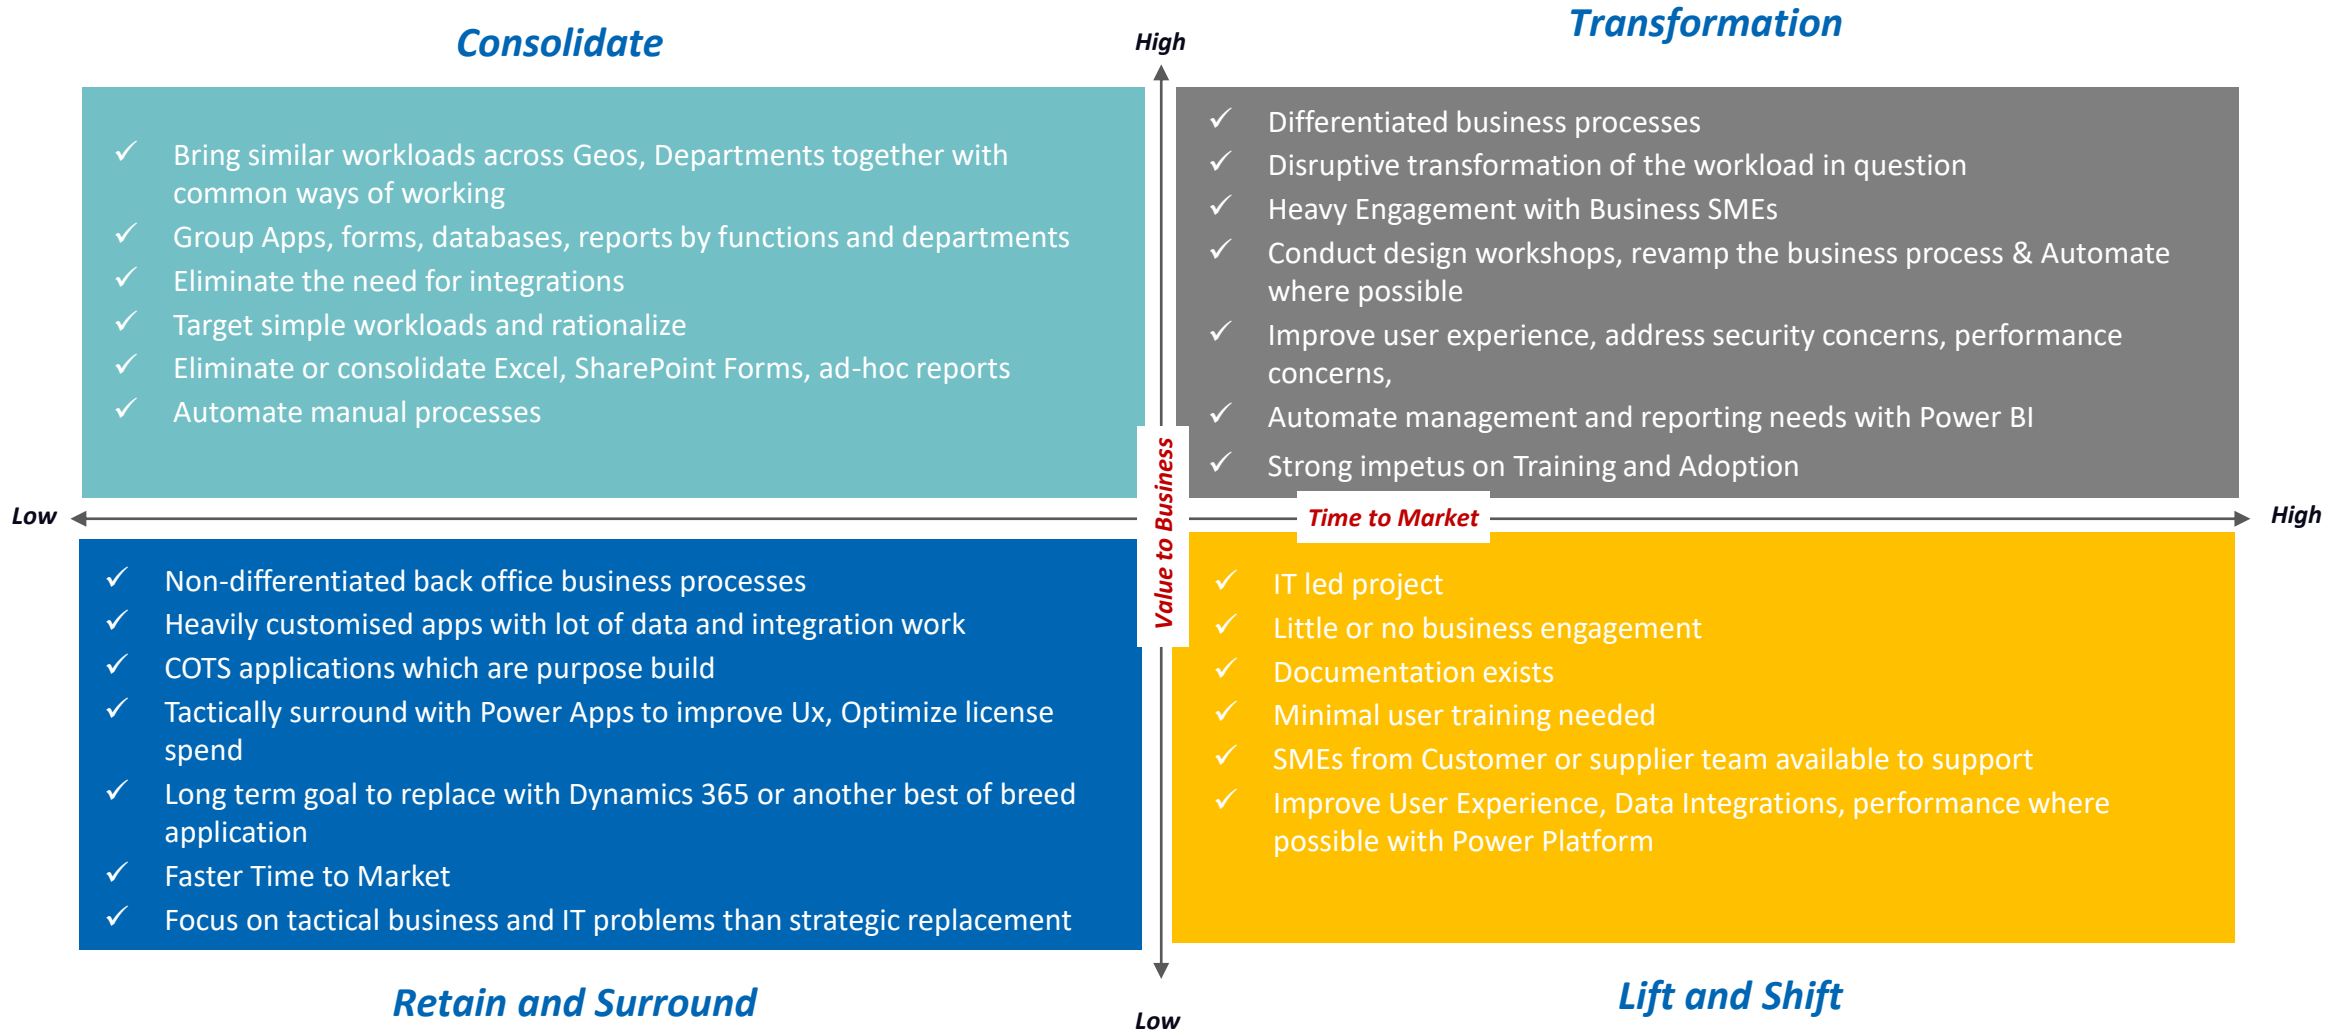 Consolidate
High
Transformation
✓ Bring similar workloads across Geos, Departments together with
common ways of working
✓ Group Apps, forms, databases, reports by functions and departments
✓ Eliminate the need for integrations
✓ Target simple workloads and rationalize
✓ Eliminate or consolidate Excel, SharePoint Forms, ad-hoc reports
✓ Automate manual processes
✓ Differentiated business processes
✓ Disruptive transformation of the workload in question
✓ Heavy Engagement with Business SMEs
✓ Conduct design workshops, revamp the business process & Automate
where possible
✓ Improve user experience, address security concerns, performance
concerns,
✓ Automate management and reporting needs with Power BI
✓ Strong impetus on Training and Adoption
Low
Value to Business
Time to Market
High
✓ Non-differentiated back office business processes
✓ Heavily customised apps with lot of data and integration work
✓ COTS applications which are purpose build
✓ Tactically surround with Power Apps to improve Ux, Optimize license
spend
✓ Long term goal to replace with Dynamics 365 or another best of breed
application
✓ Faster Time to Market
✓ Focus on tactical business and IT problems than strategic replacement
✓ IT led project
✓ Little or no business engagement
✓ Documentation exists
✓ Minimal user training needed
✓ SMEs from Customer or supplier team available to support
✓ Improve User Experience, Data Integrations, performance where
possible with Power Platform
Retain and Surround
Low
Lift and Shift